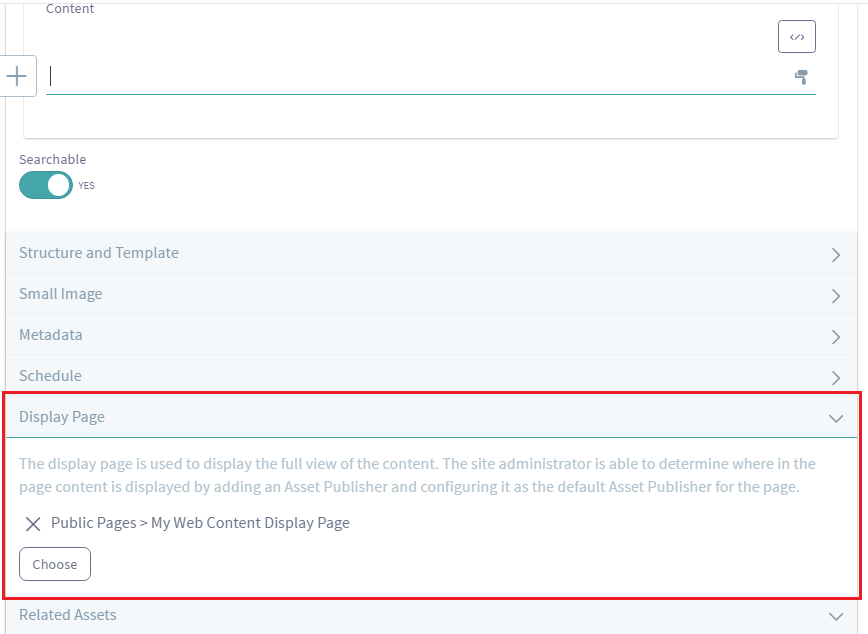 Content
Searchable
YES
Structure and Template
Small Image
Metadata
Schedule
Display Page
The display page is used to display the full view of the content. The site administrator is able to determine where in the
page content is displayed by adding an Asset Publisher and configuring it as the default Asset Publisher for the page.
Public Pages > My Web Content Display Page
Choose
Related Assets